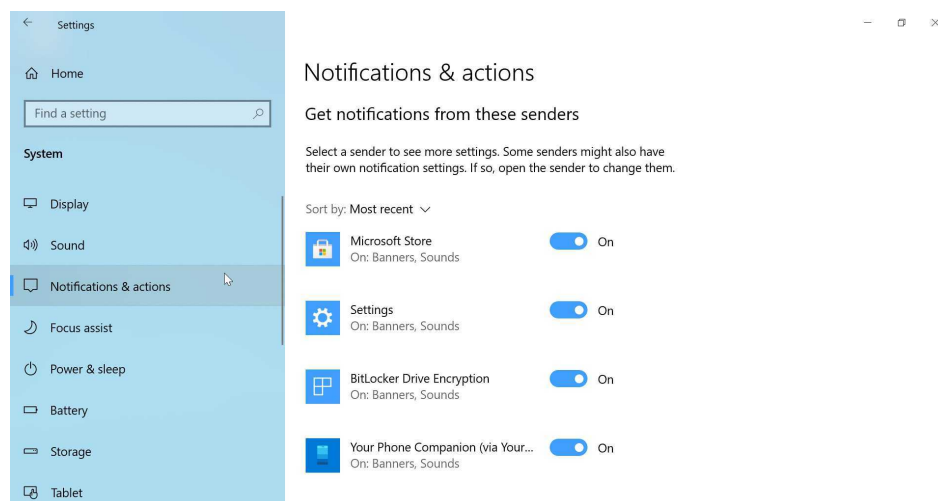 Settings
Home
Find a setting
System
Display
Sound
Notifications & actions
Focus assist
Power & sleep
Battery
Storage
Tablet
Notifications & actions
Get notifications from these senders
Select a sender to see more settings. Some senders might also have
their own notification settings. If so, open the sender to change them.
Sort by: Most recent
Microsoft Store
On: Banners, Sounds
On
Settings
On: Banners, Sounds
On
BitLocker Drive Encryption
On: Banners, Sounds
On
Your Phone Companion (via Your...
On: Banners, Sounds
On